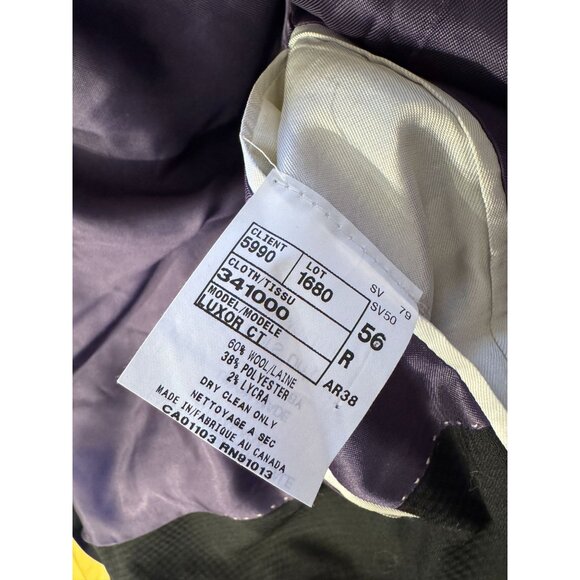 CLIENT
5990
LOT
1680
SV 79
SV50
CLOTH/TISSU
341000
56
MODEL/MODELE
LUXOR CT
R
AR38
60% WOOL/LAINE
38% POLYESTER
2% LYCRA
DRY CLEAN ONLY
NETTOYAGE A SEC
MADE IN/FABRIQUE AU CANADA
CA01103 RN91013